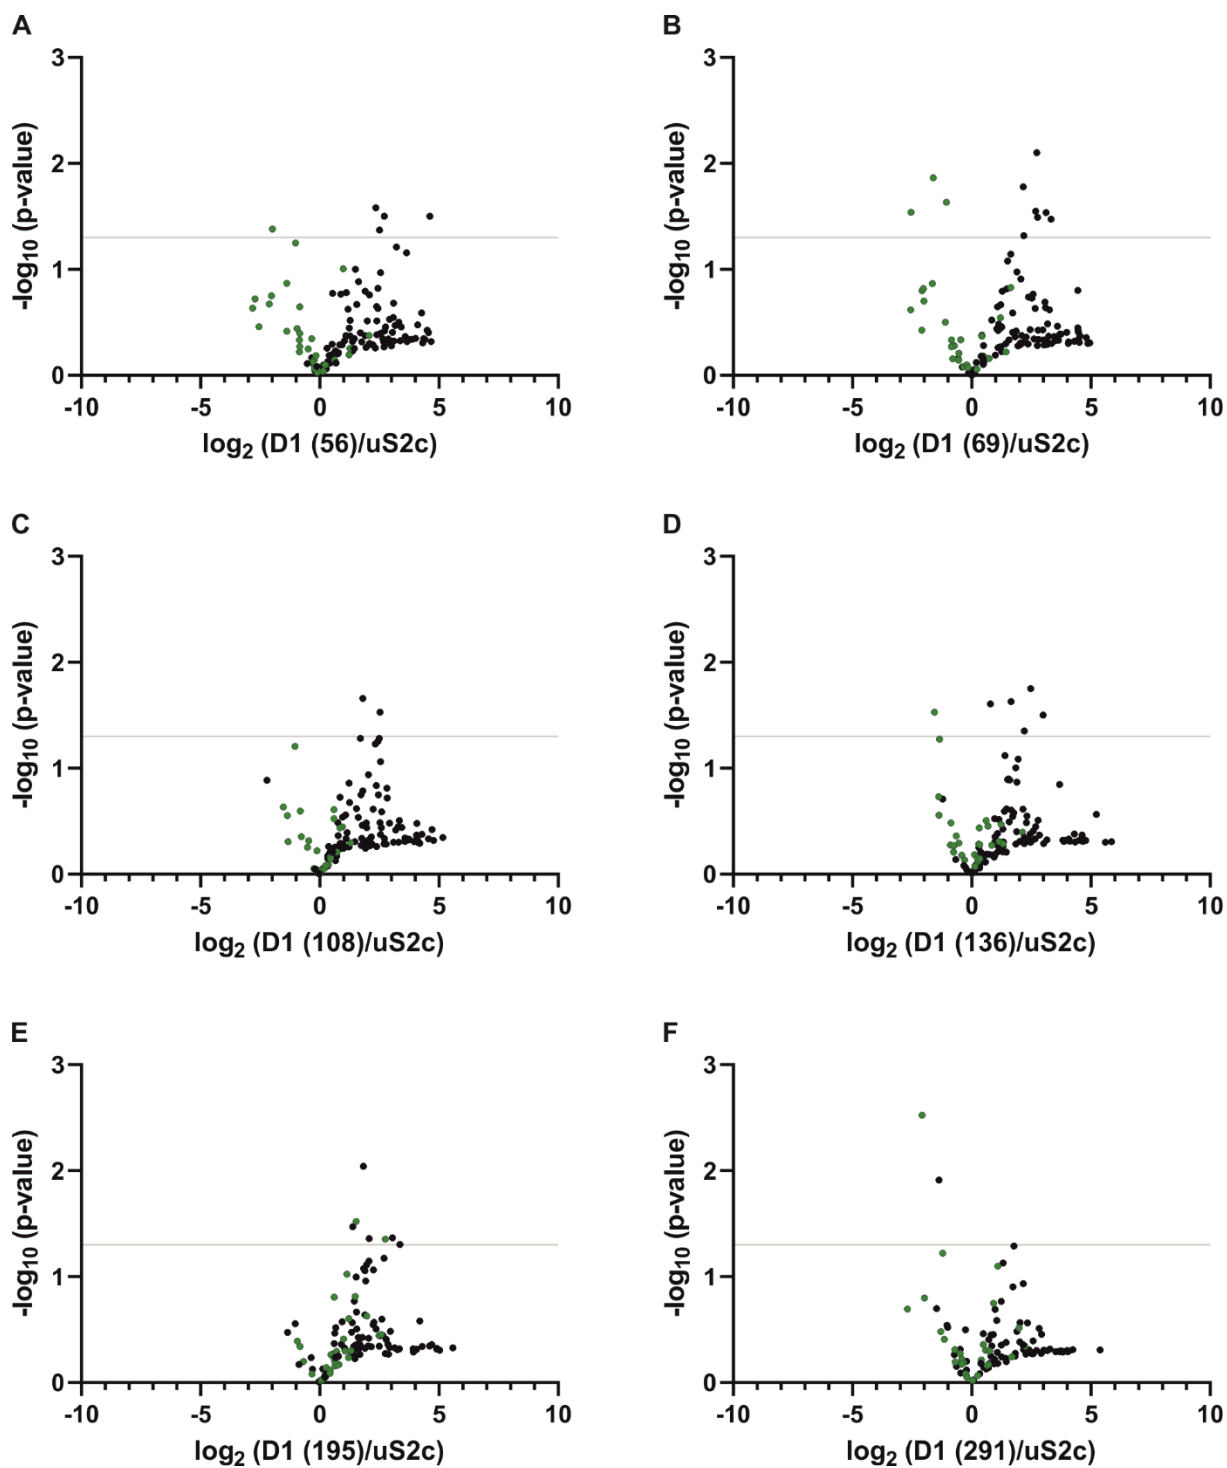 A
3
2
1
0
-log₁₀ (p-value)
-10 -5 0 5 10
log₂ (D1 (56)/uS2c)
B
3
2
1
0
-log₁₀ (p-value)
-10 -5 0 5 10
log₂ (D1 (69)/uS2c)
C
3
2
1
0
-log₁₀ (p-value)
-10 -5 0 5 10
log₂ (D1 (108)/uS2c)
D
3
2
1
0
-log₁₀ (p-value)
-10 -5 0 5 10
log₂ (D1 (136)/uS2c)
E
3
2
1
0
-log₁₀ (p-value)
-10 -5 0 5 10
log₂ (D1 (195)/uS2c)
F
3
2
1
0
-log₁₀ (p-value)
-10 -5 0 5 10
log₂ (D1 (291)/uS2c)